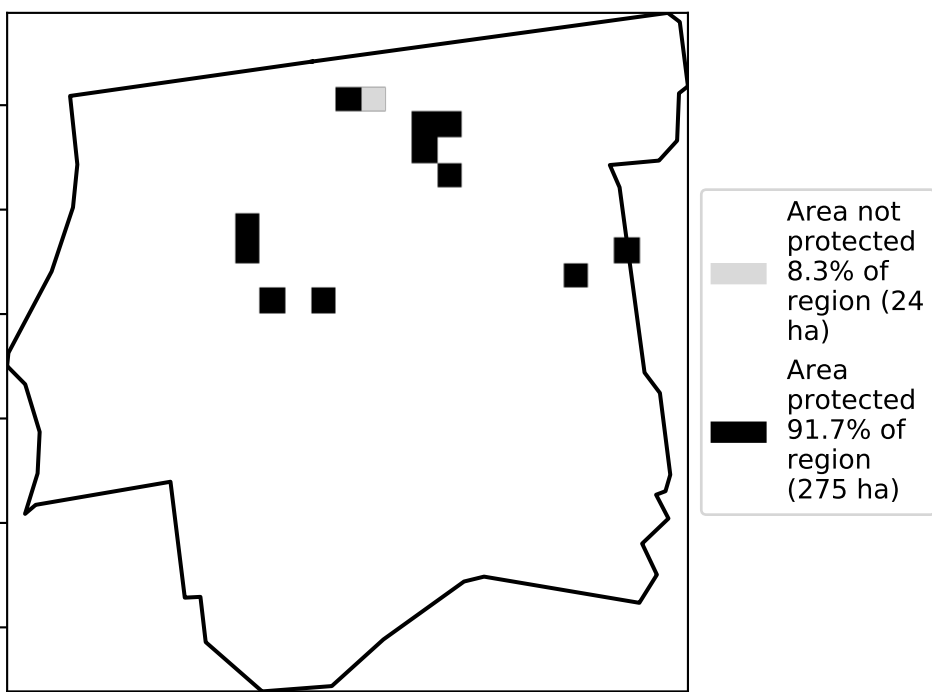 Area not
protected
8.3% of
region (24
ha)
Area
protected
91.7% of
region
(275 ha)